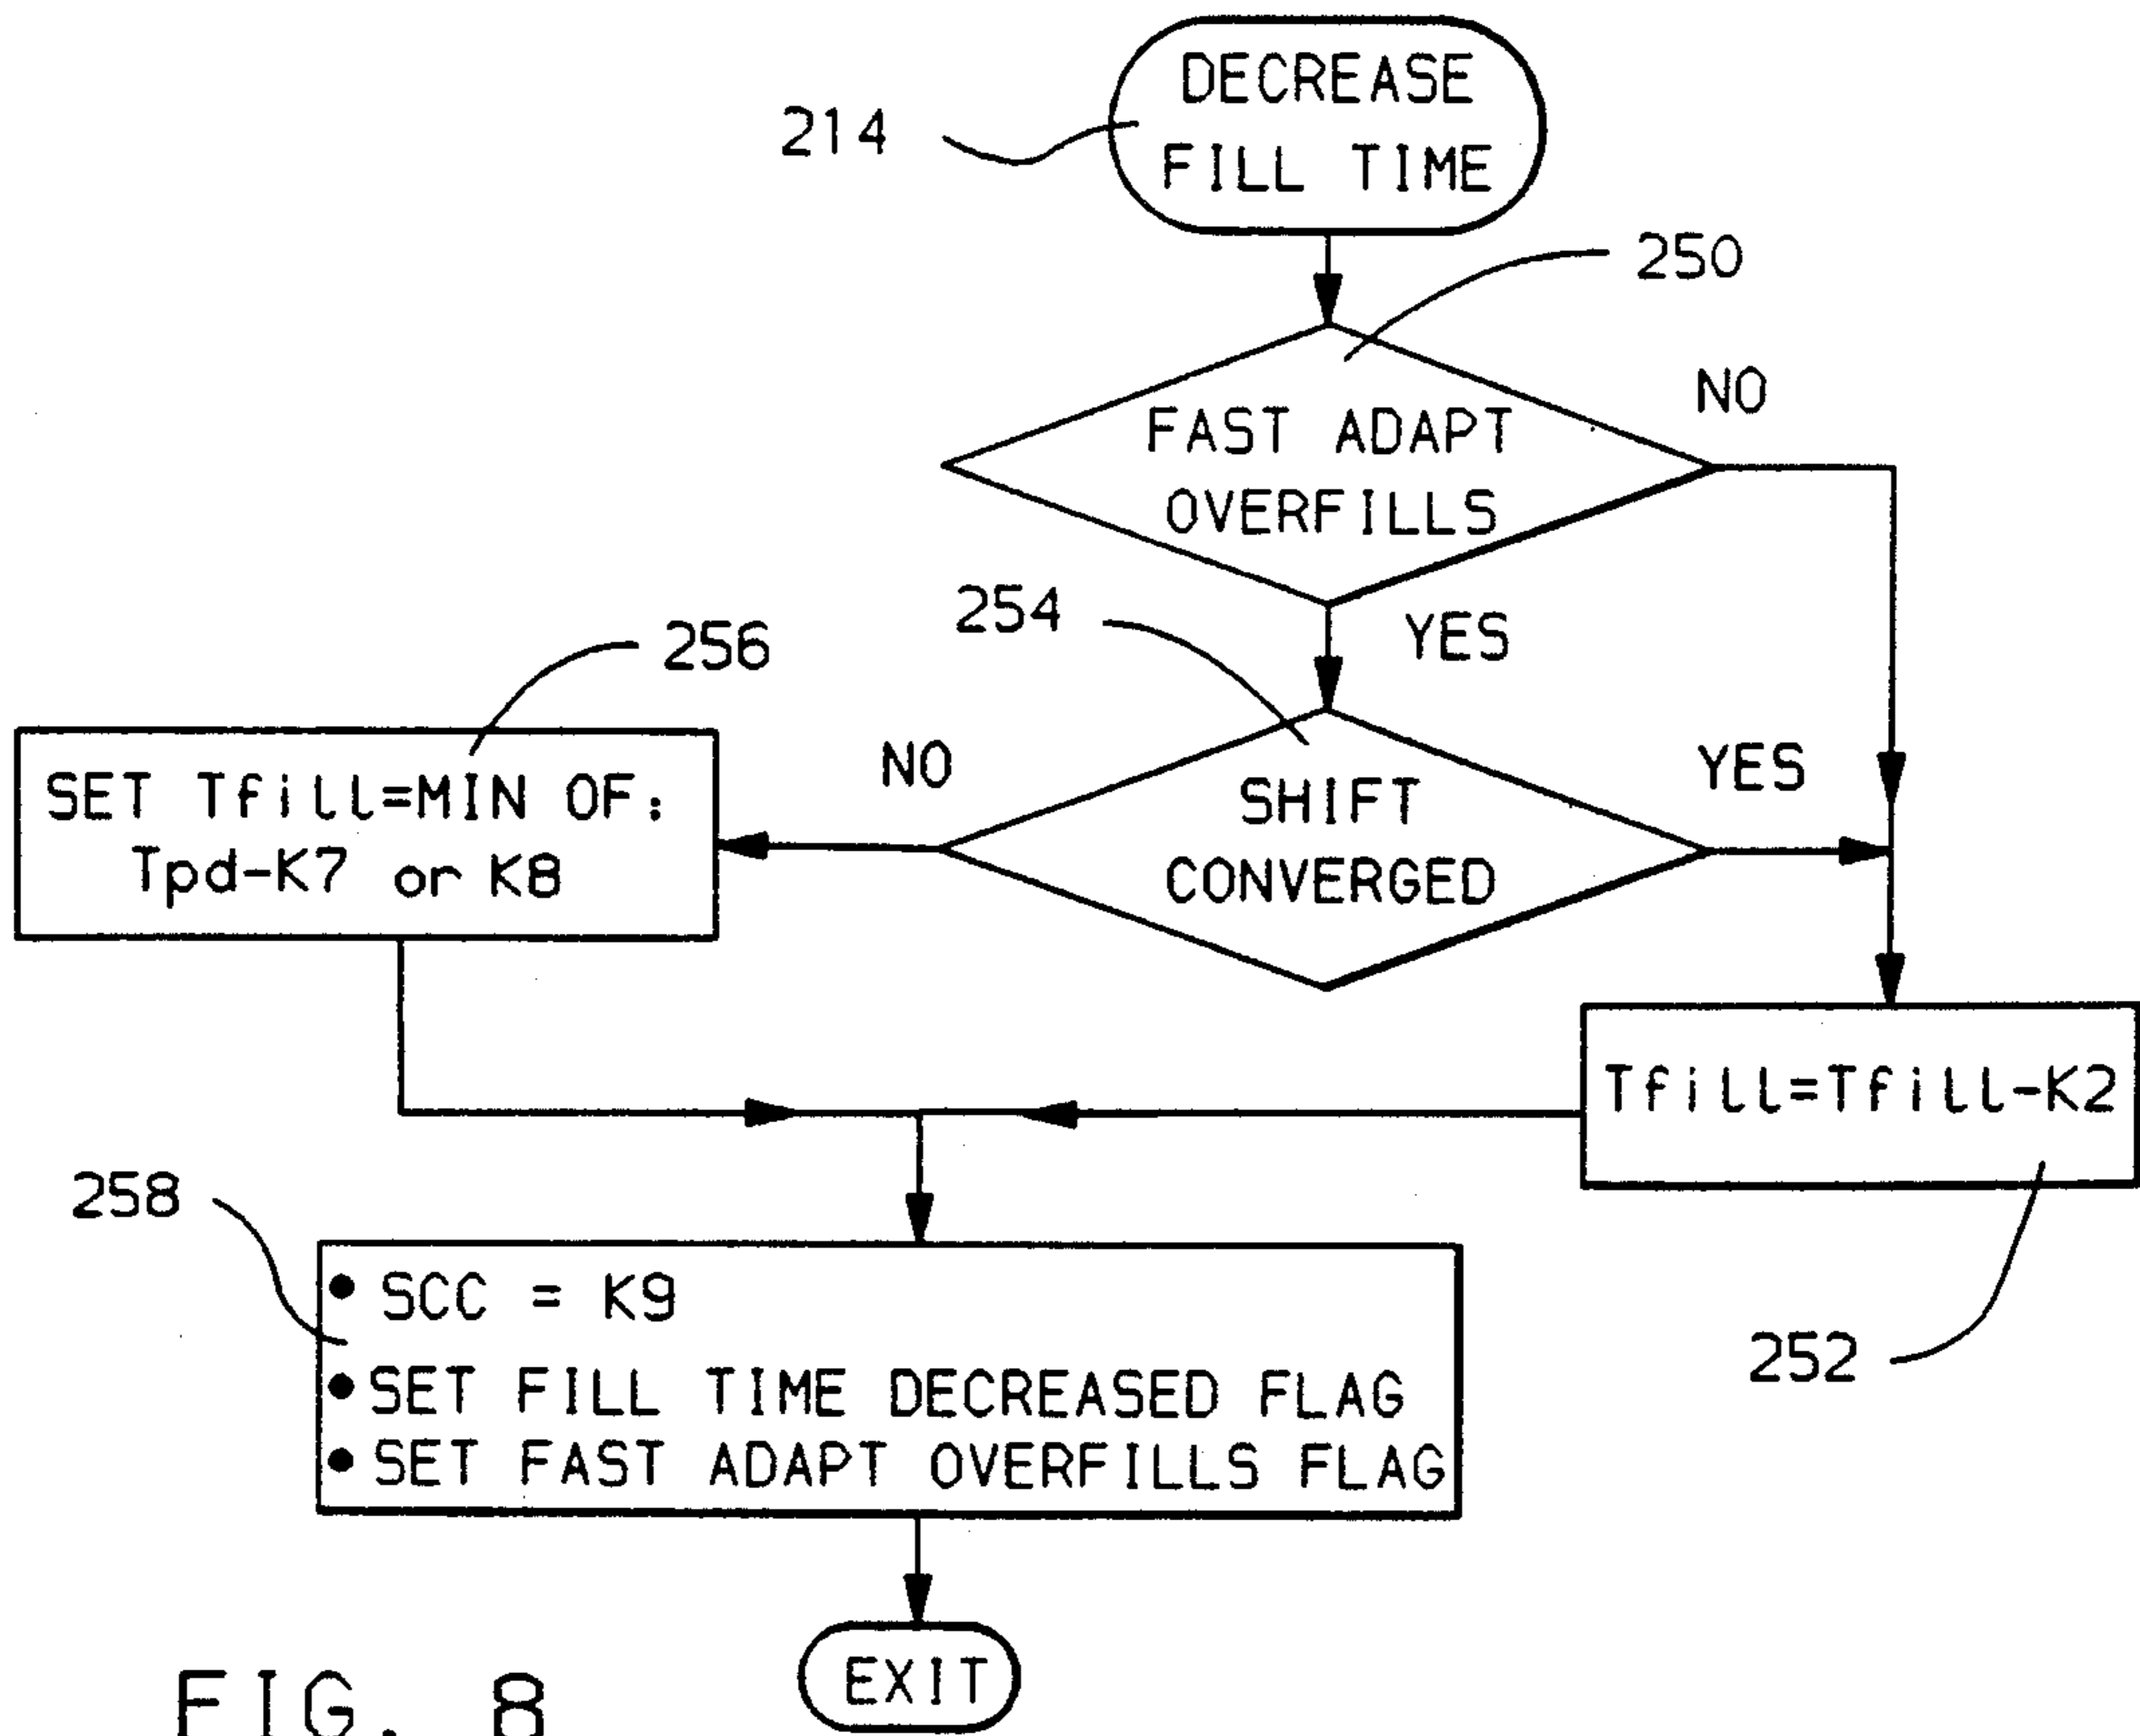 DECREASE
FILL TIME
214
250
NO
FAST ADAPT
OVERFILLS
254
YES
256
NO
YES
SET Tfill=MIN OF:
Tpd-K7 or K8
SHIFT
CONVERGED
Tfill=Tfill-K2
258
• SCC = K9
• SET FILL TIME DECREASED FLAG
• SET FAST ADAPT OVERFILLS FLAG
252
EXIT
FIG. 8